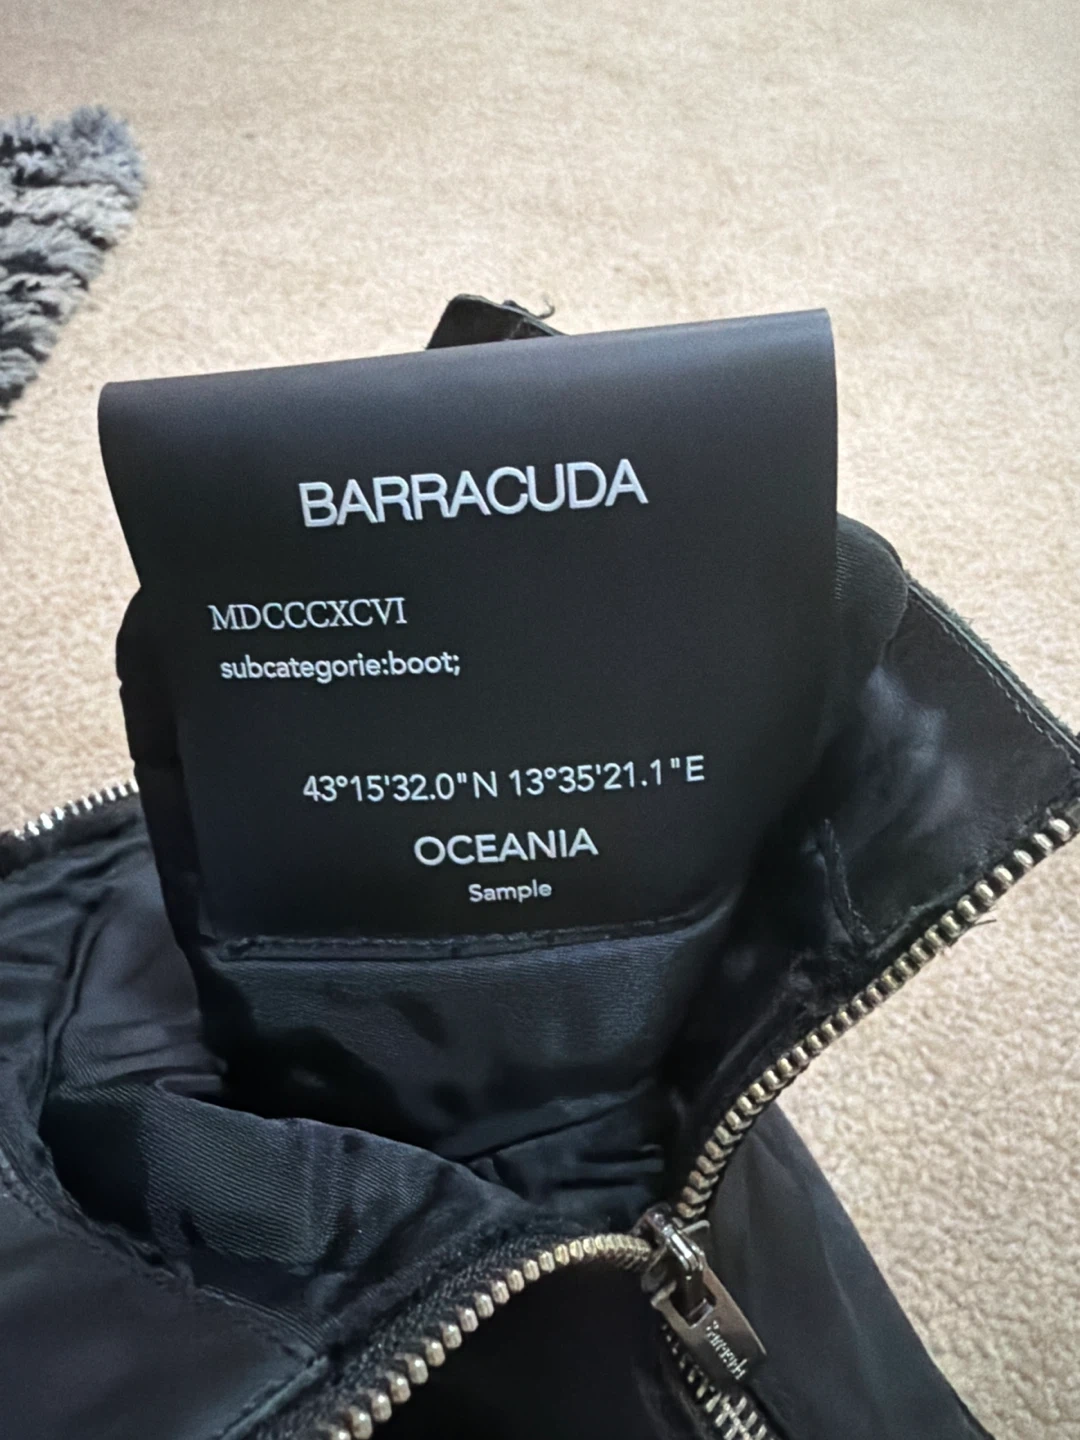 BARRACUDA
MDCCCXCVI
subcategorie:boot;
43°15'32.0"N 13°35'21.1"E
OCEANIA
Sample